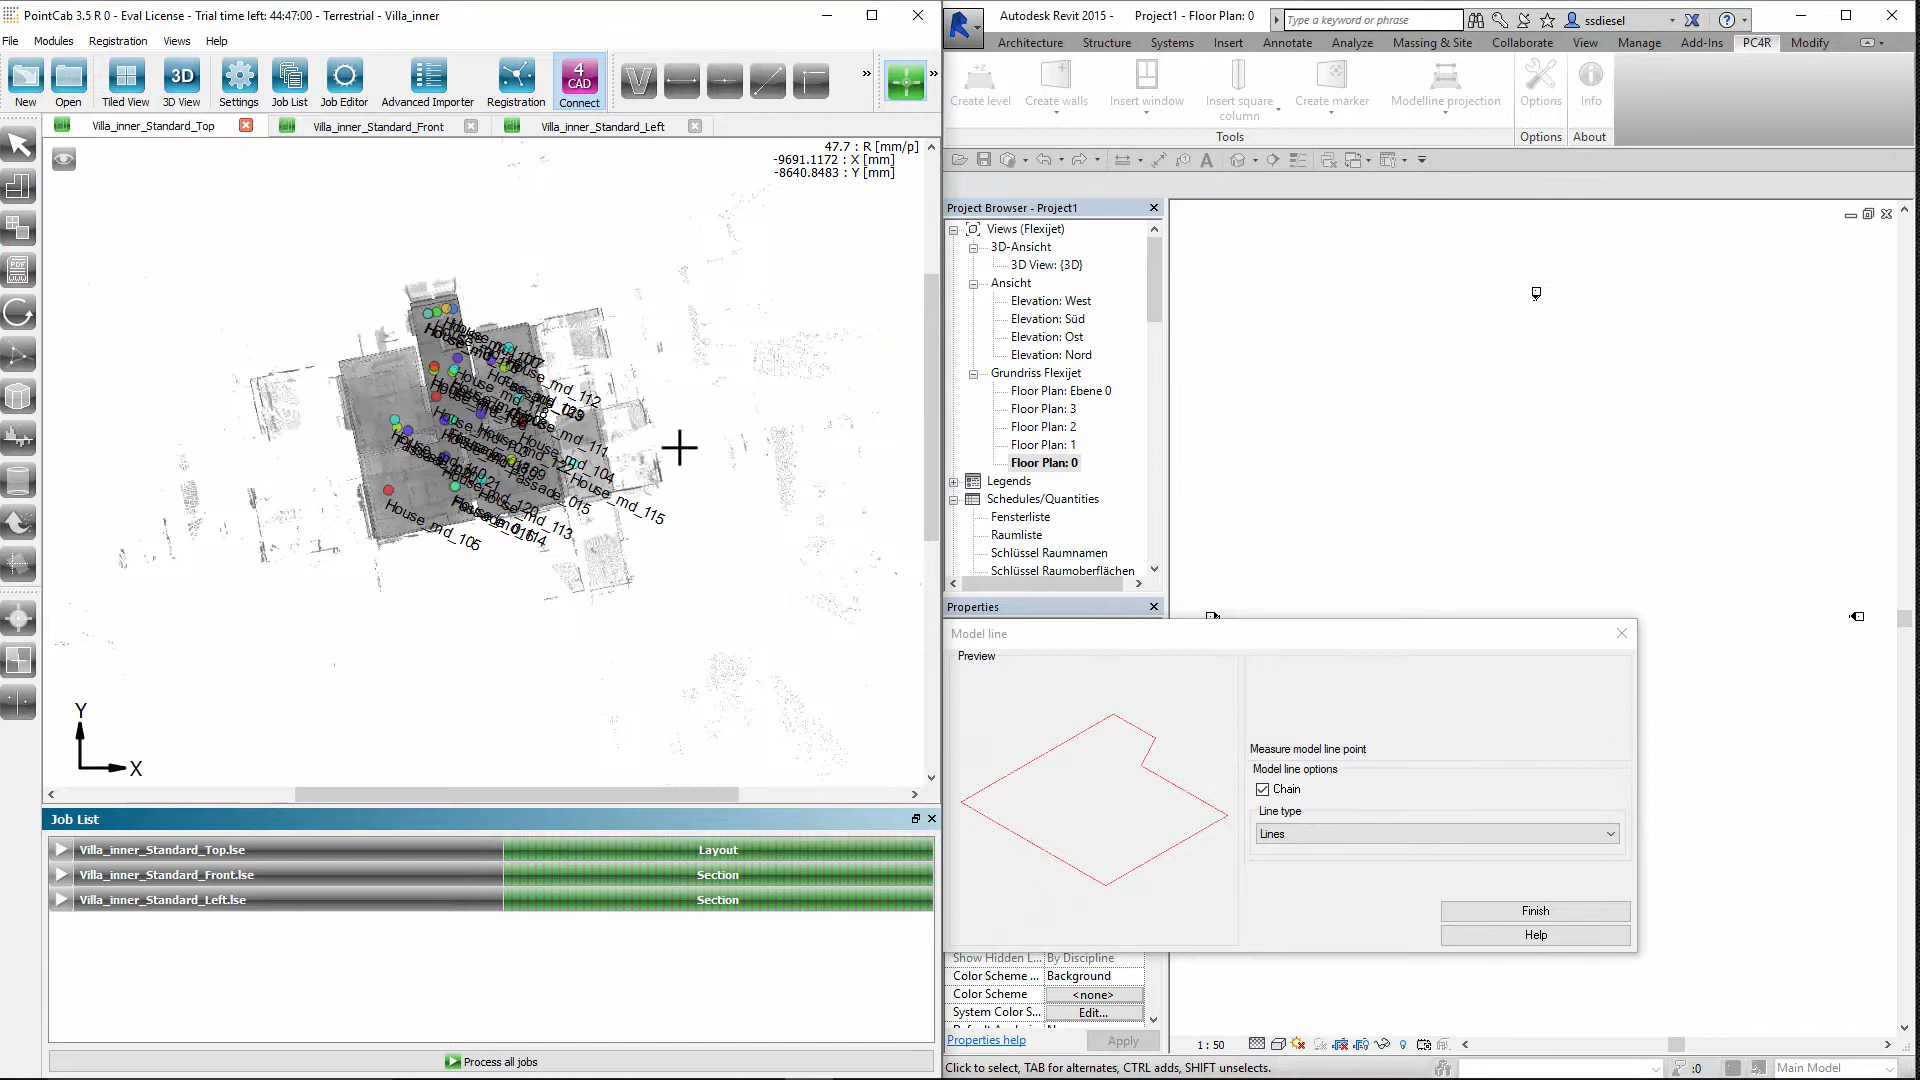 PointCab 3.5 R 0 - Eval License - Trial time left: 44:47:00 - Terrestrial - Villa_inner
File Modules Registration Views Help
New Open Tiled View 3D View Settings Job List Job Editor Advanced Importer Registration Connect
3D
4
CAD
Villa_inner_Standard_Top
Villa_inner_Standard_Front
Villa_inner_Standard_Left
47.7 : R [mm/p]
-9691.1172 : X [mm]
-8640.8483 : Y [mm]
PDF
House_md_112
House_md_111
House_md_104
House_md_115
Fassade_015
House_md_120
House_md_113
House_md_105
Y
X
Job List
Villa_inner_Standard_Top.lse Layout
Villa_inner_Standard_Front.lse Section
Villa_inner_Standard_Left.lse Section
Process all jobs
Autodesk Revit 2015 - Project1 - Floor Plan: 0
Type a keyword or phrase
ssdiesel
Architecture Structure Systems Insert Annotate Analyze Massing & Site Collaborate View Manage Add-Ins PC4R Modify
Create level Create walls Insert window Insert square column Create marker Modelline projection Options Info
Tools Options About
Project Browser - Project1
Views (Flexijet)
3D-Ansicht
3D View: {3D}
Ansicht
Elevation: West
Elevation: Süd
Elevation: Ost
Elevation: Nord
Grundriss Flexijet
Floor Plan: Ebene 0
Floor Plan: 3
Floor Plan: 2
Floor Plan: 1
Floor Plan: 0
Legends
Schedules/Quantities
Fensterliste
Raumliste
Schlüssel Raumnamen
Schlüssel Raumoberflächen
Properties
Model line
Preview
Measure model line point
Model line options
Chain
Line type
Lines
Finish
Help
Show Hidden L... By Discipline
Color Scheme ... Background
Color Scheme <none>
System Color S... Edit...
Properties help Apply
1 : 50
Click to select, TAB for alternates, CTRL adds, SHIFT unselects.
:0
Main Model